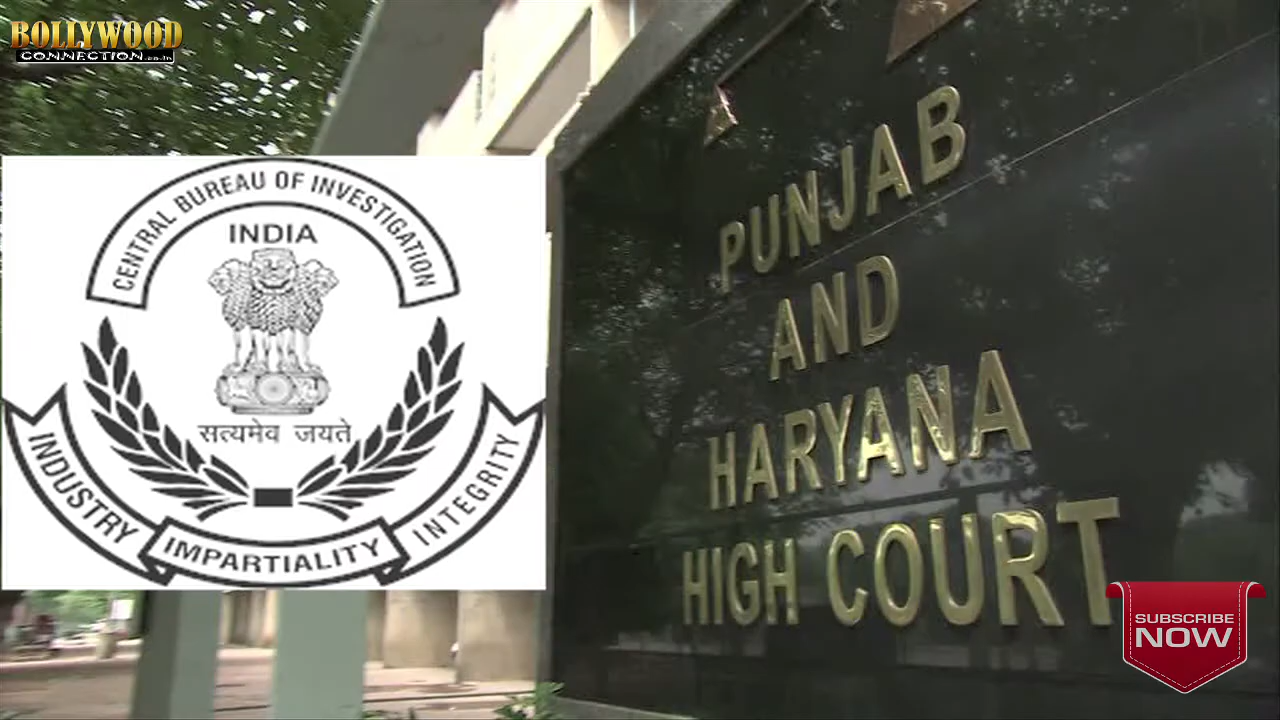 BOLLYWOOD
CONNECTION.co.in
CENTRAL BUREAU OF INVESTIGATION
INDIA
सत्यमेव जयते
INDUSTRY
IMPARTIALITY
INTEGRITY
PUNJAB
AND
HARYANA
HIGH COURT
SUBSCRIBE
NOW